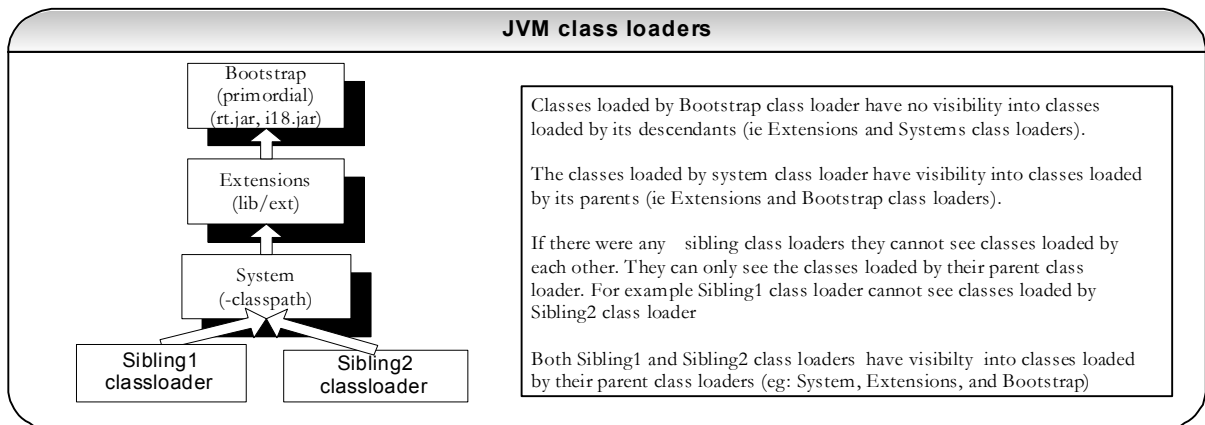 JVM class loaders
Bootstrap
(primordial)
(rt.jar, i18.jar)
Extensions
(lib/ext)
System
(-classpath)
Sibling1
classloader
Sibling2
classloader
Classes loaded by Bootstrap class loader have no visibility into classes
loaded by its descendants (ie Extensions and Systems class loaders).
The classes loaded by system class loader have visibility into classes loaded
by its parents (ie Extensions and Bootstrap class loaders).
If there were any sibling class loaders they cannot see classes loaded by
each other. They can only see the classes loaded by their parent class
loader. For example Sibling1 class loader cannot see classes loaded by
Sibling2 class loader
Both Sibling1 and Sibling2 class loaders have visibilty into classes loaded
by their parent class loaders (eg: System, Extensions, and Bootstrap)